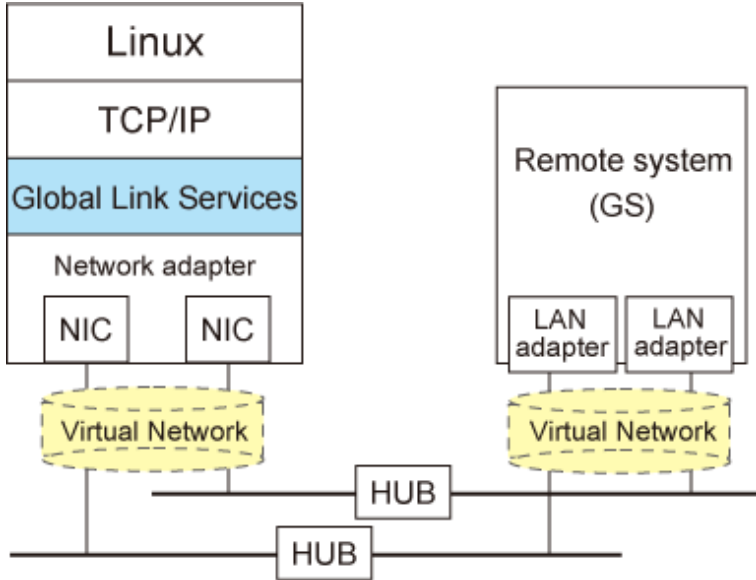 Linux
TCP/IP
Global Link Services
Network adapter
NIC
NIC
Virtual Network
Remote system
(GS)
LAN
adapter
LAN
adapter
Virtual Network
HUB
HUB